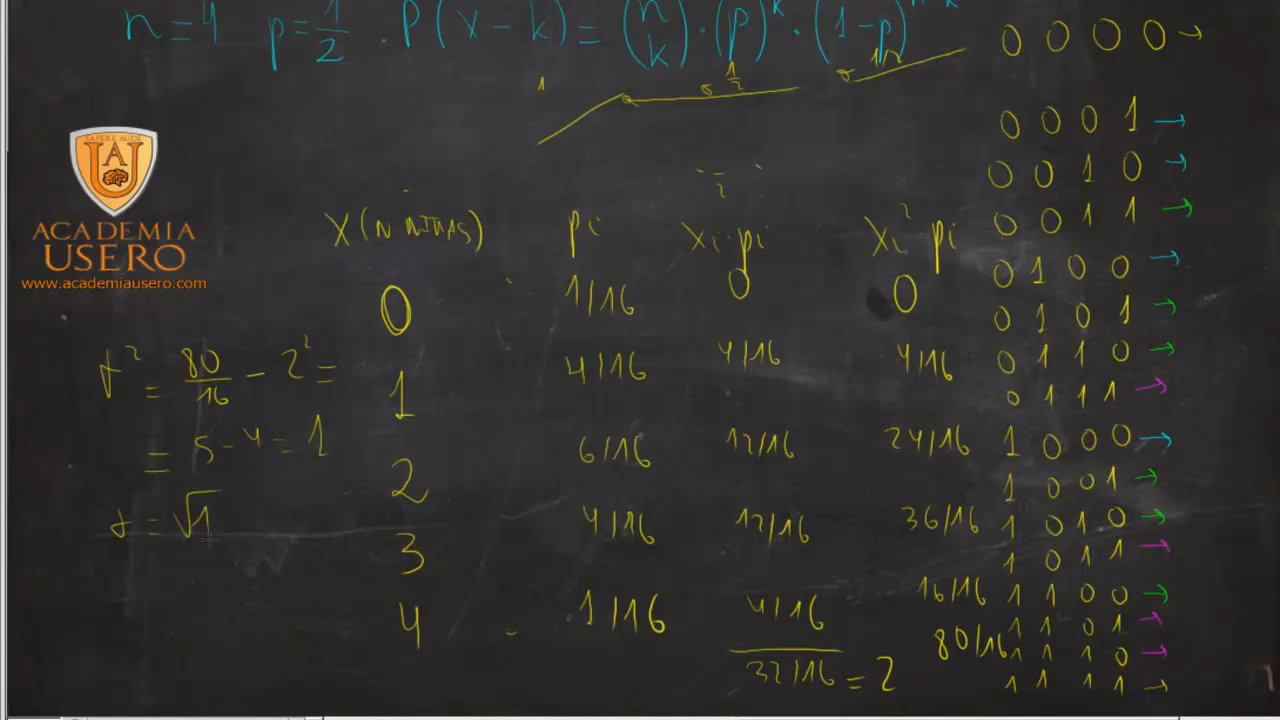 n=4 p=1/2 . P(x-k)=(n k)·(p)^k·(1-p)^n-k
0 0 0 0 →
1
1/2
0 0 0 1 →
SAPERE AUDE
AU
0 0 1 0 →
ACADEMIA
USERO
www.academiausero.com
X (N NIÑAS) pi xi·pi xi² pi
0 0 1 1 →
0 1 0 0 →
0 1/16 0 0
0 1 0 1 →
σ² = 80/16 - 2² =
1 4/16 4/16 4/16
0 1 1 0 →
0 1 1 1 →
= 5 - 4 = 1
2 6/16 12/16 24/16
1 0 0 0 →
1 0 0 1 →
σ = √1
3 4/16 12/16 36/16
1 0 1 0 →
1 0 1 1 →
4 1/16 4/16 16/16
1 1 0 0 →
1 1 0 1 →
32/16 = 2 80/16
1 1 1 0 →
1 1 1 1 →